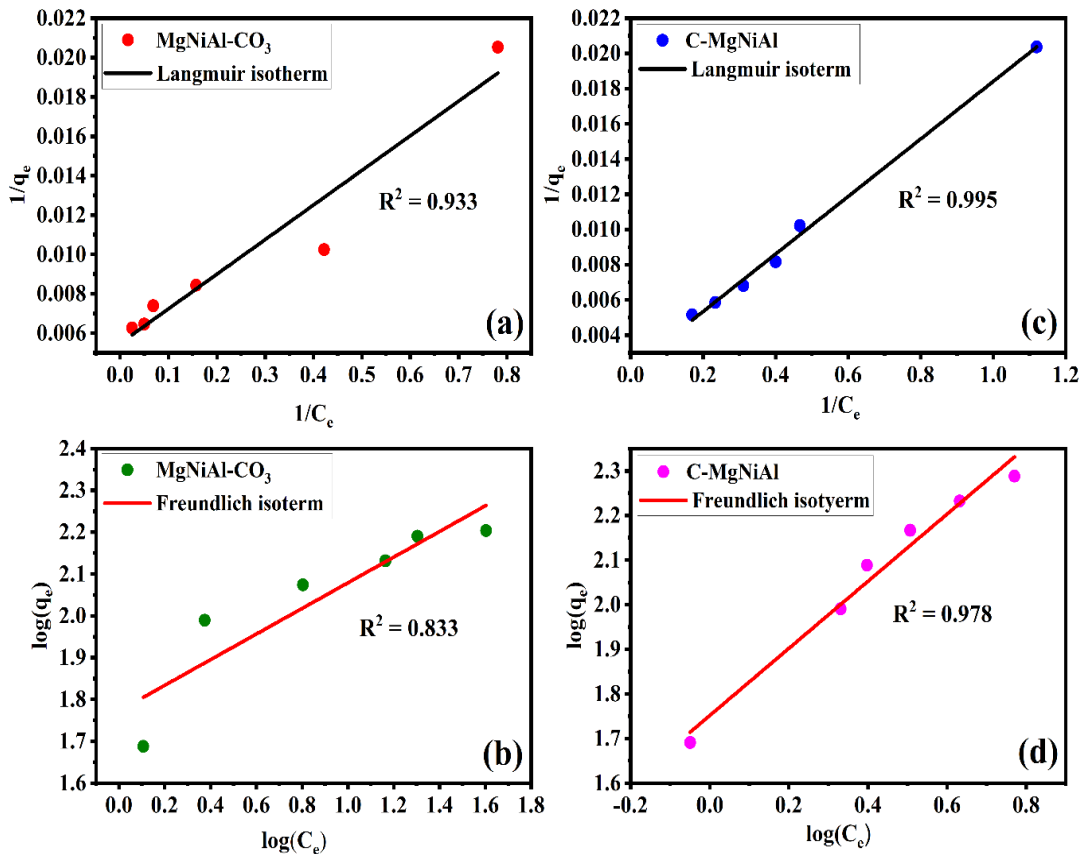 MgNiAl-CO3
Langmuir isotherm
R2 = 0.933
(a)
0.022
0.020
0.018
0.016
0.014
0.012
0.010
0.008
0.006
1/qe
0.0 0.1 0.2 0.3 0.4 0.5 0.6 0.7 0.8
1/Ce
C-MgNiAl
Langmuir isoterm
R2 = 0.995
(c)
0.022
0.020
0.018
0.016
0.014
0.012
0.010
0.008
0.006
0.004
1/qe
0.0 0.2 0.4 0.6 0.8 1.0 1.2
1/Ce
MgNiAl-CO3
Freundlich isoterm
R2 = 0.833
(b)
2.4
2.3
2.2
2.1
2.0
1.9
1.8
1.7
1.6
log(qe)
0.0 0.2 0.4 0.6 0.8 1.0 1.2 1.4 1.6 1.8
log(Ce)
C-MgNiAl
Freundlich isotyerm
R2 = 0.978
(d)
2.3
2.2
2.1
2.0
1.9
1.8
1.7
1.6
log(qe)
-0.2 0.0 0.2 0.4 0.6 0.8
log(Ce)